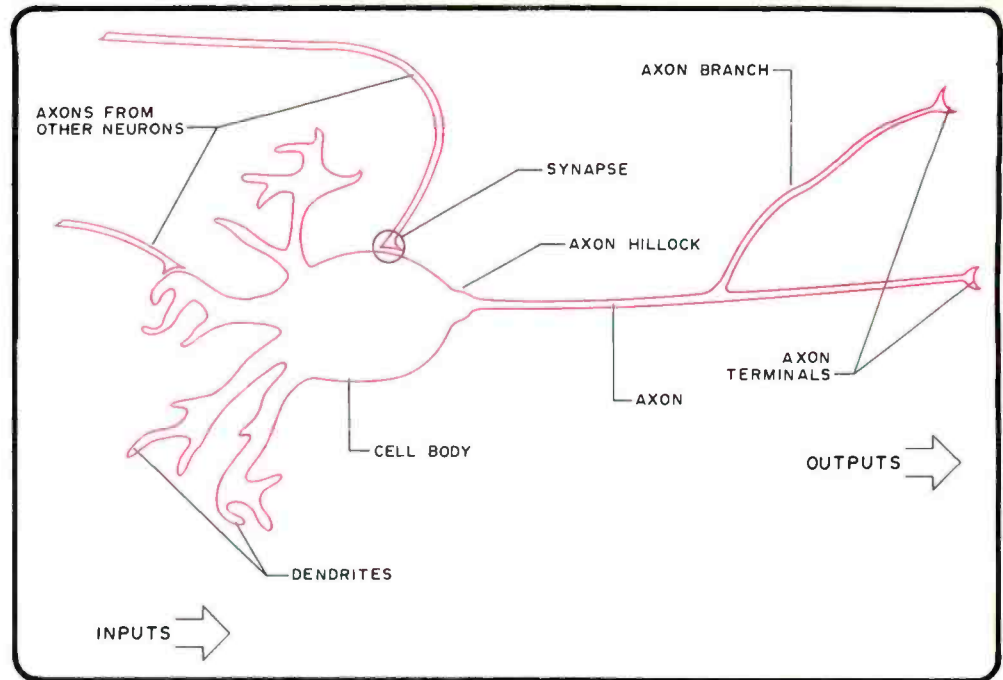 AXON BRANCH
AXONS FROM
OTHER NEURONS
SYNAPSE
AXON HILLOCK
AXON
TERMINALS
AXON
CELL BODY
OUTPUTS
DENDRITES
INPUTS